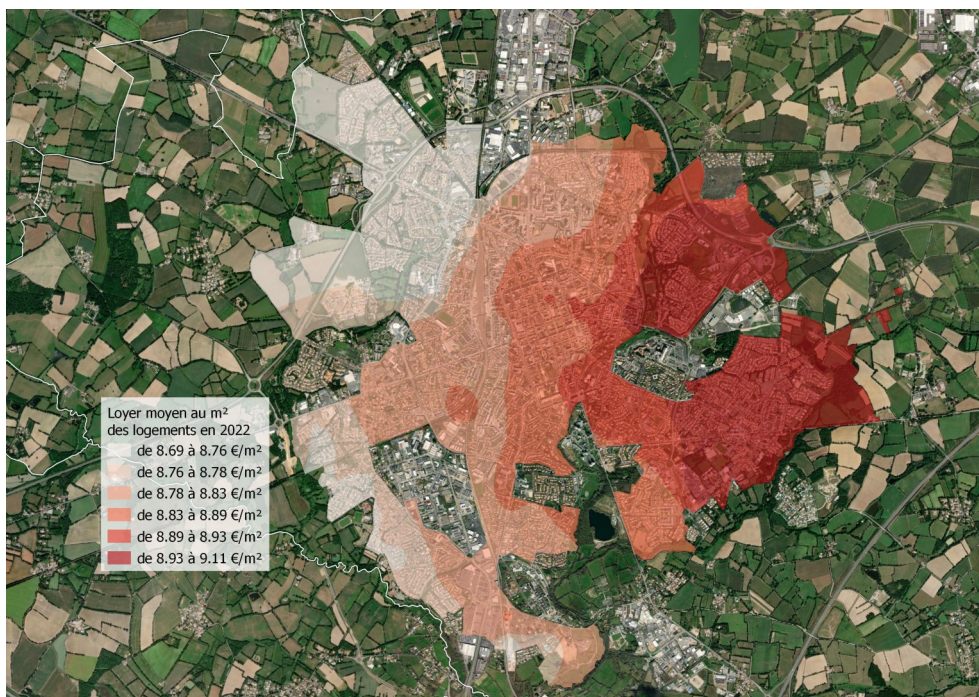 Loyer moyen au m²
des logements en 2022
de 8.69 à 8.76 €/m²
de 8.76 à 8.78 €/m²
de 8.78 à 8.83 €/m²
de 8.83 à 8.89 €/m²
de 8.89 à 8.93 €/m²
de 8.93 à 9.11 €/m²